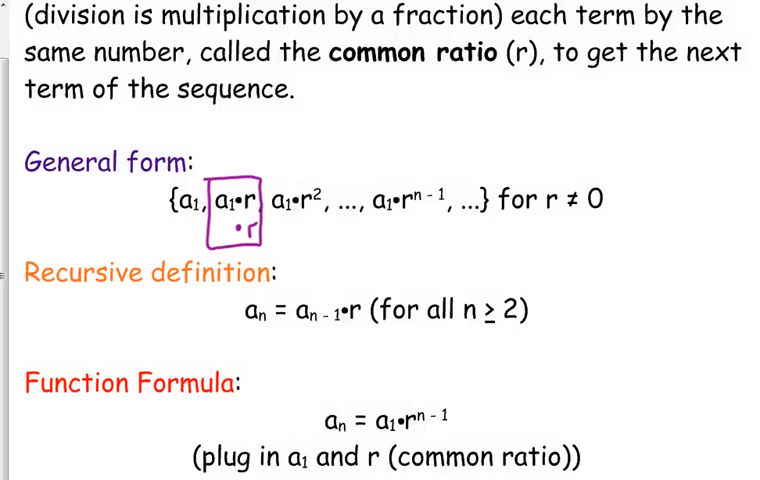 (division is multiplication by a fraction) each term by the
same number, called the common ratio (r), to get the next
term of the sequence.
General form:
{a₁, a₁•r, a₁•r², ..., a₁•rⁿ⁻¹, ...} for r ≠ 0
•r
Recursive definition:
aₙ = aₙ₋₁•r (for all n ≥ 2)
Function Formula:
aₙ = a₁•rⁿ⁻¹
(plug in a₁ and r (common ratio))